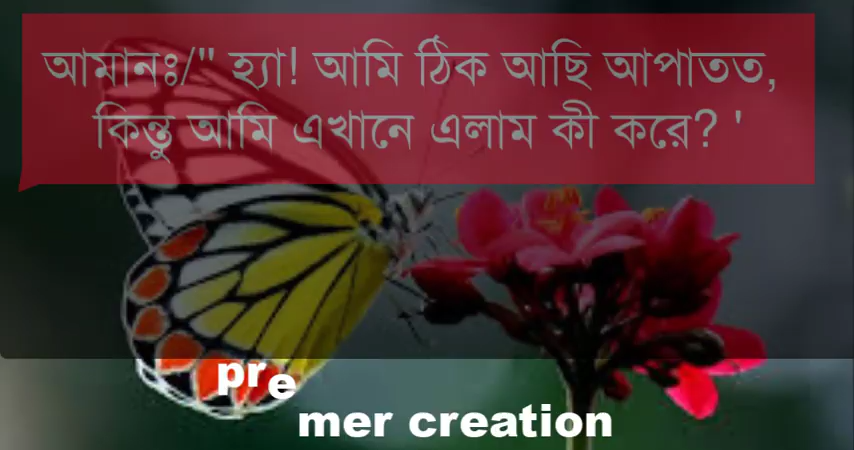 আমানঃ/" হ্যা! আমি ঠিক আছি আপাতত,
কিন্তু আমি এখানে এলাম কী করে? '
pre
mer creation